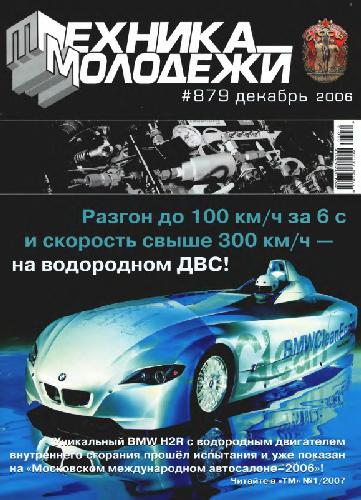 ТЕХНИКА
МОЛОДЕЖИ
#879 декабрь 2006
Разгон до 100 км/ч за 6 с
и скорость свыше 300 км/ч —
на водородном ДВС!
BMWCleanEnergy
Уникальный BMW H2R с водородным двигателем
внутреннего сгорания прошёл испытания и уже показан
на «Московском международном автосалоне–2006»!
Читайте в «ТМ» №1/2007